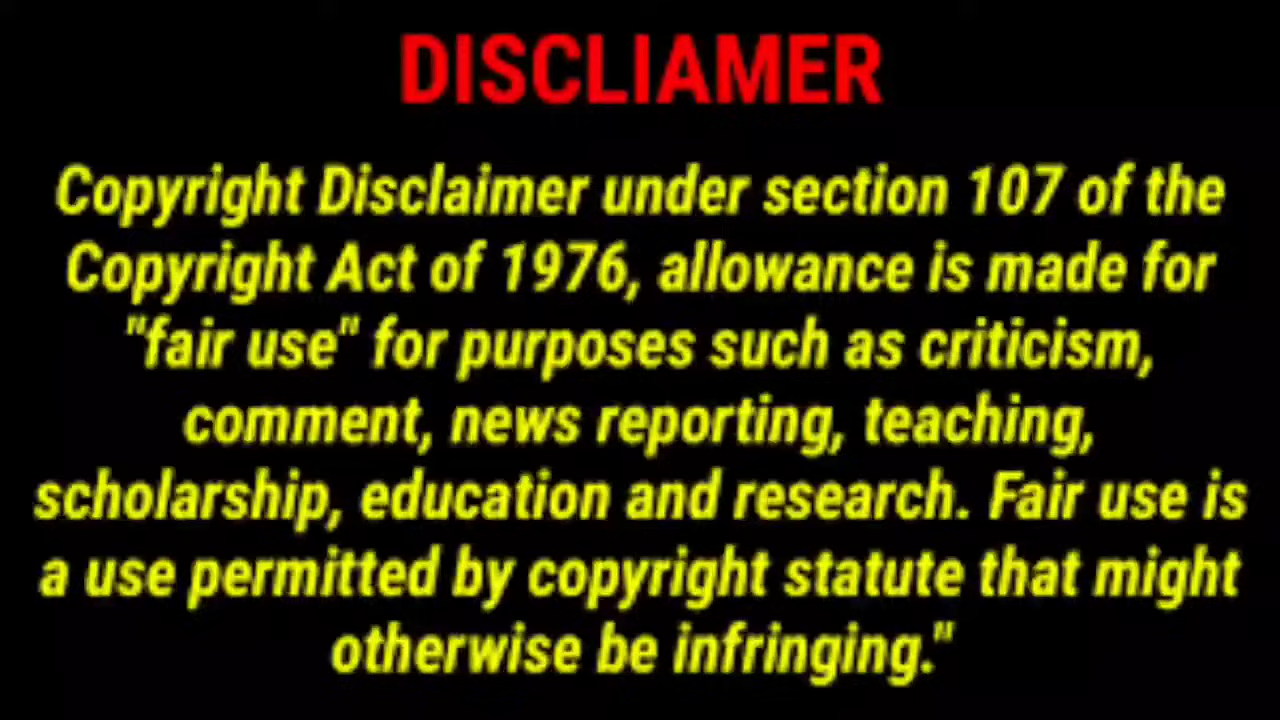 DISCLIAMER
Copyright Disclaimer under section 107 of the
Copyright Act of 1976, allowance is made for
"fair use" for purposes such as criticism,
comment, news reporting, teaching,
scholarship, education and research. Fair use is
a use permitted by copyright statute that might
otherwise be infringing."